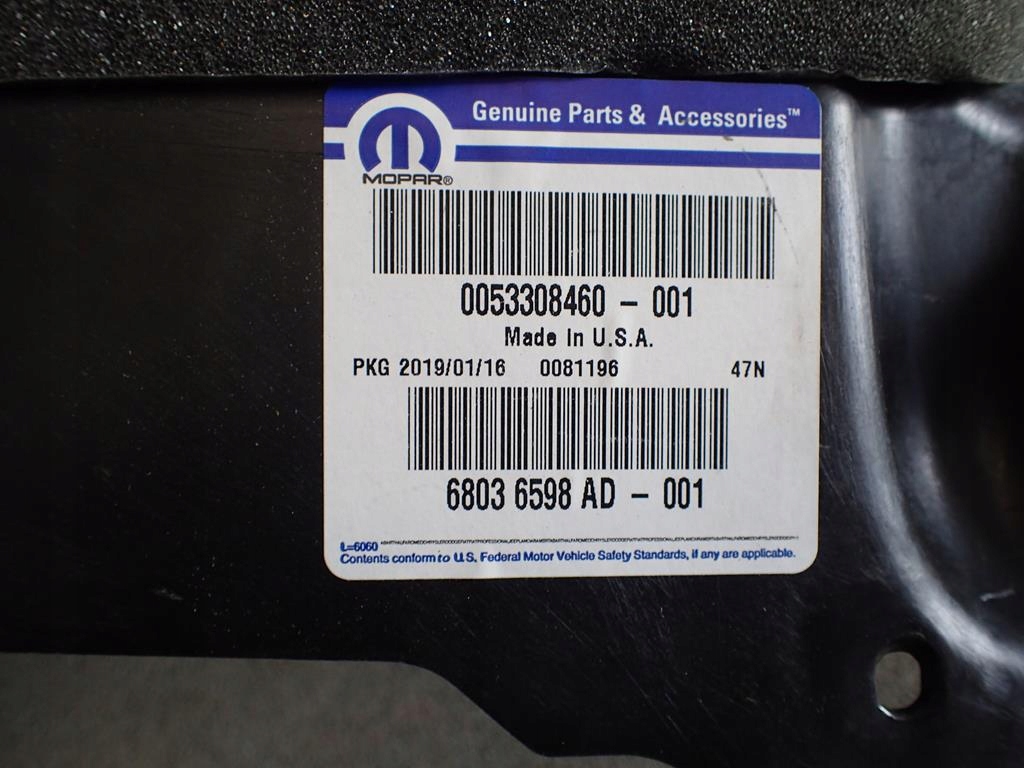 Genuine Parts & Accessories™
MOPAR®
0053308460 - 001
Made in U.S.A.
PKG 2019/01/16 0081196 47N
6803 6598 AD - 001
L=6060
Contents conform to U.S. Federal Motor Vehicle Safety Standards, if any are applicable.